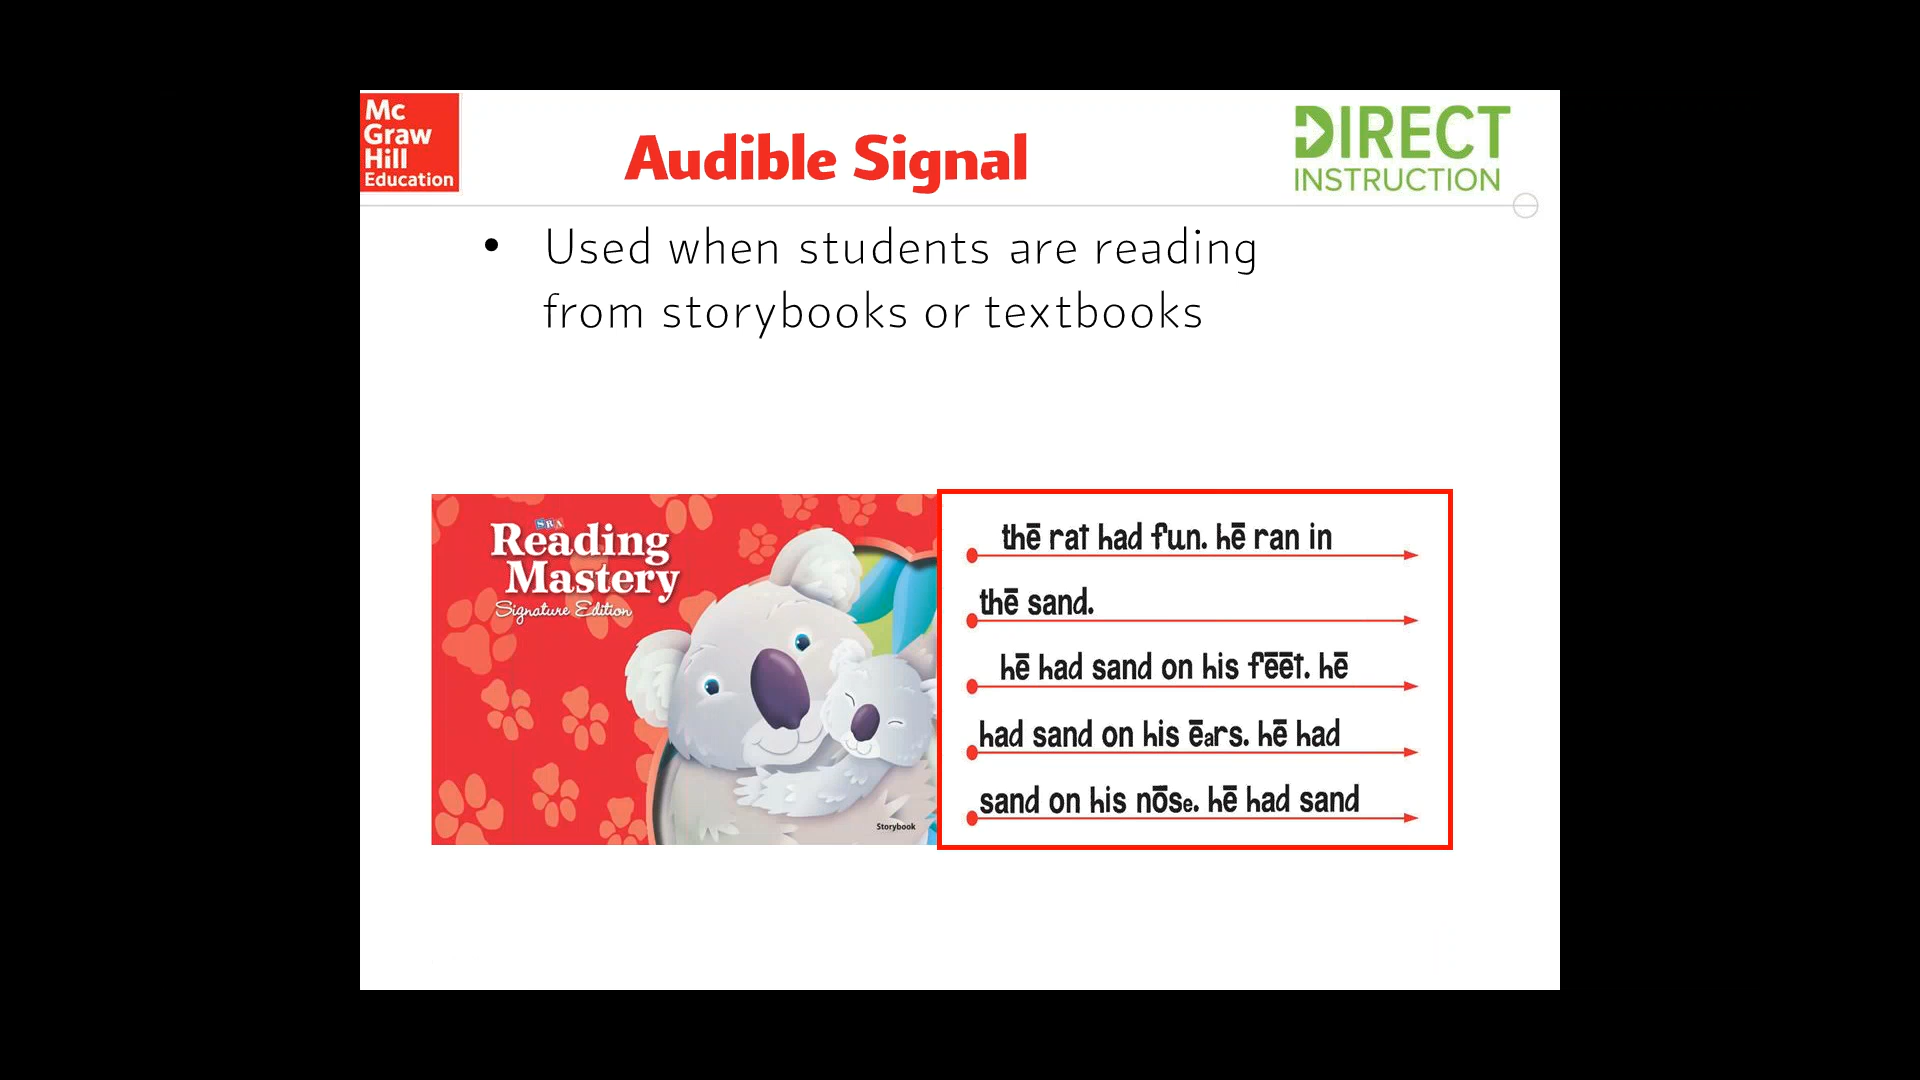 Mc
Graw
Hill
Education
Audible Signal
DIRECT
INSTRUCTION
• Used when students are reading
from storybooks or textbooks
SRA
Reading
Mastery
Signature Edition
Storybook
thē rat had fun. hē ran in
thē sand.
hē had sand on his fēēt. hē
had sand on his ēars. hē had
sand on his nōse. hē had sand